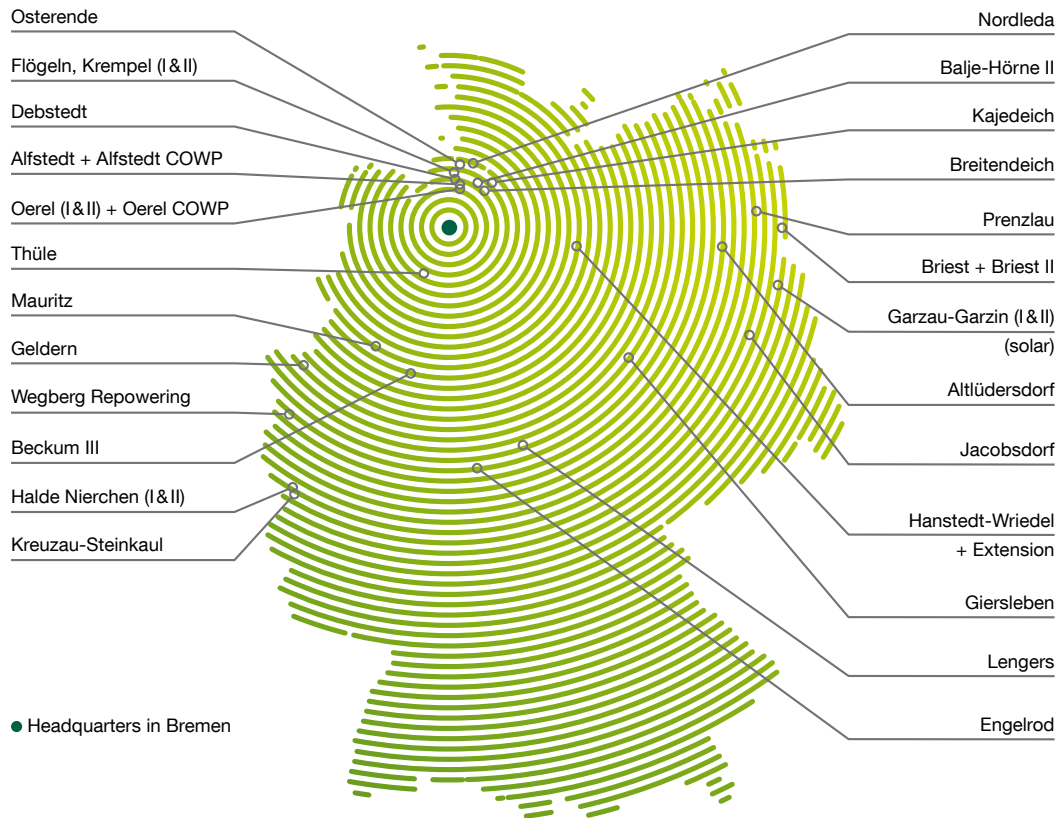 Osterende
Flögeln, Krempel (I & II)
Debstedt
Alfstedt + Alfstedt COWP
Oerel (I & II) + Oerel COWP
Thüle
Mauritz
Geldern
Wegberg Repowering
Beckum III
Halde Nierchen (I & II)
Kreuzau-Steinkaul
Headquarters in Bremen
Nordleda
Balje-Hörne II
Kajedeich
Breitendeich
Prenzlau
Briest + Briest II
Garzau-Garzin (I & II)
(solar)
Altlüdersdorf
Jacobsdorf
Hanstedt-Wriedel
+ Extension
Giersleben
Lengers
Engelrod